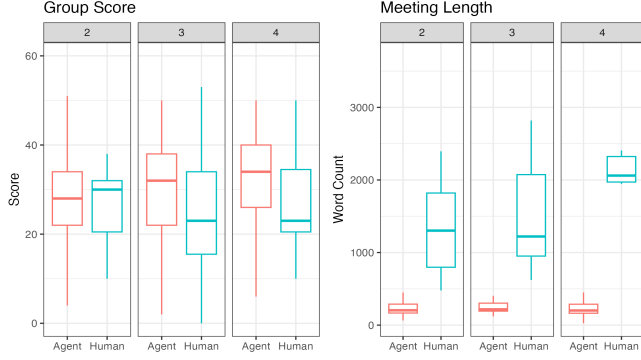 Group Score
2 3 4
Score
60
40
20
0
Agent Human Agent Human Agent Human
Meeting Length
2 3 4
Word Count
3000
2000
1000
0
Agent Human Agent Human Agent Human